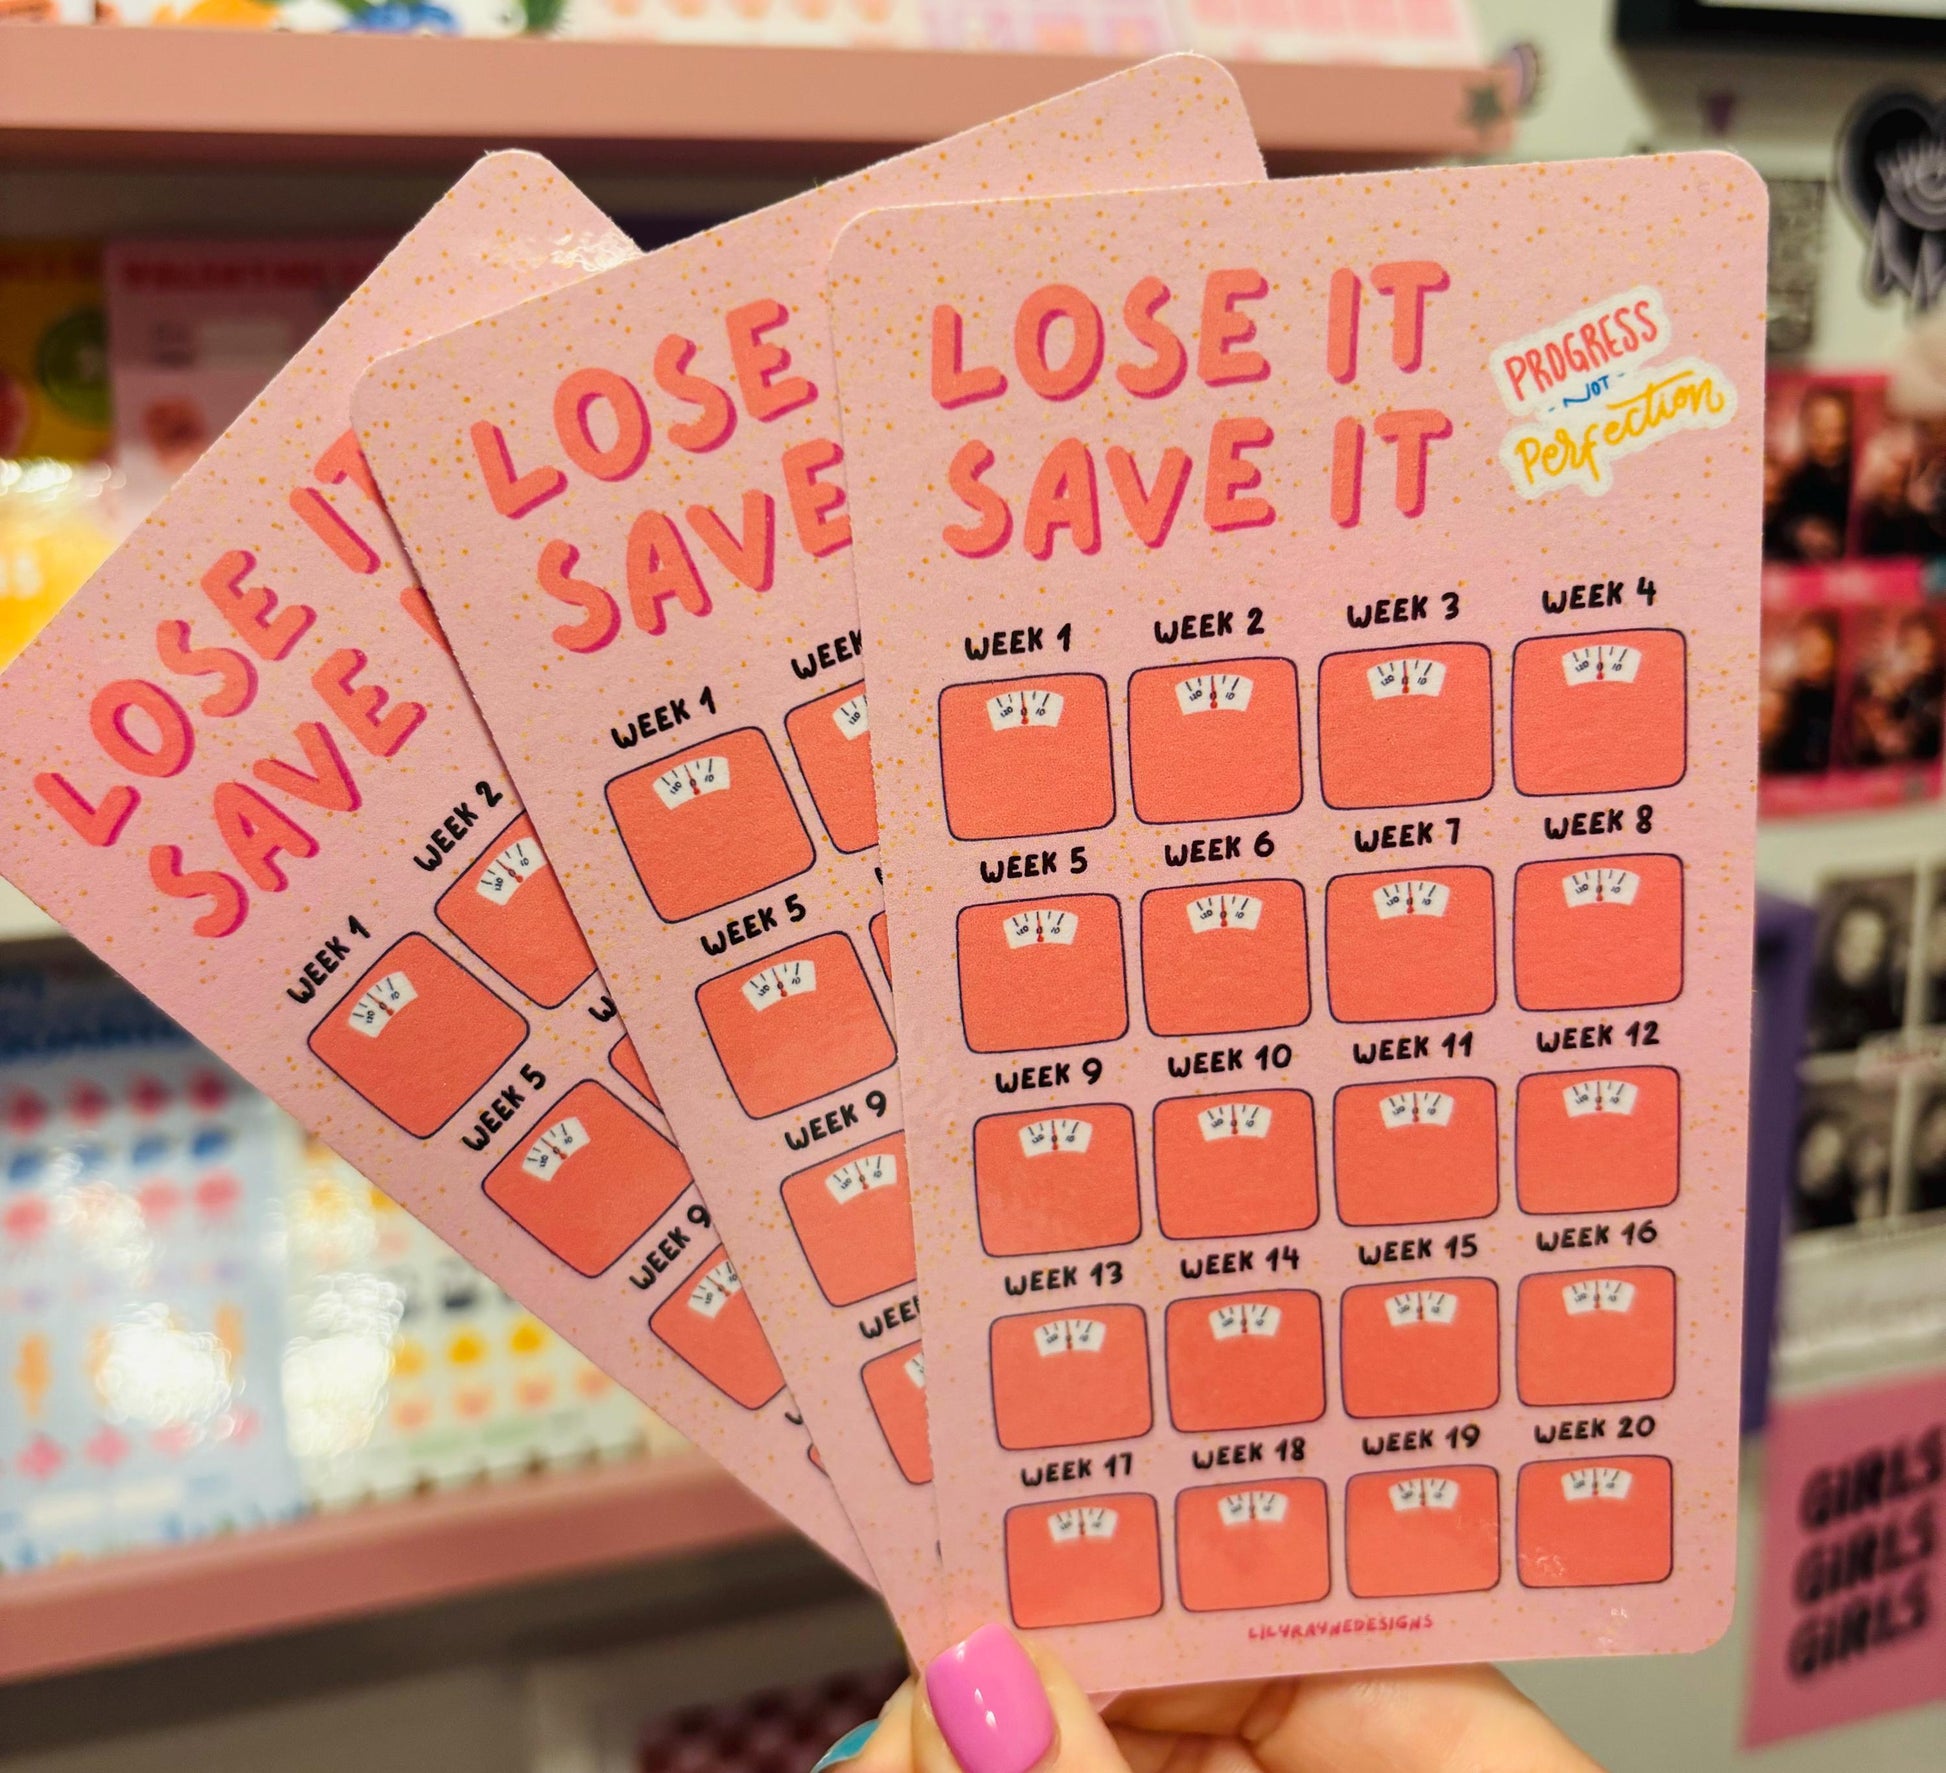 LOSE IT
SAVE
WEEK 1
WEEK 2
WEEK 5
WEEK 9
LOSE
SAVE
WEEK 1
WEEK
WEEK 5
WEEK 9
LOSE IT
SAVE IT
PROGRESS
- NOT -
Perfection
WEEK 1 WEEK 2 WEEK 3 WEEK 4
WEEK 5 WEEK 6 WEEK 7 WEEK 8
WEEK 9 WEEK 10 WEEK 11 WEEK 12
WEEK 13 WEEK 14 WEEK 15 WEEK 16
WEEK 17 WEEK 18 WEEK 19 WEEK 20
LILYRAYNEDESIGNS
GIRLS
GIRLS
GIRLS